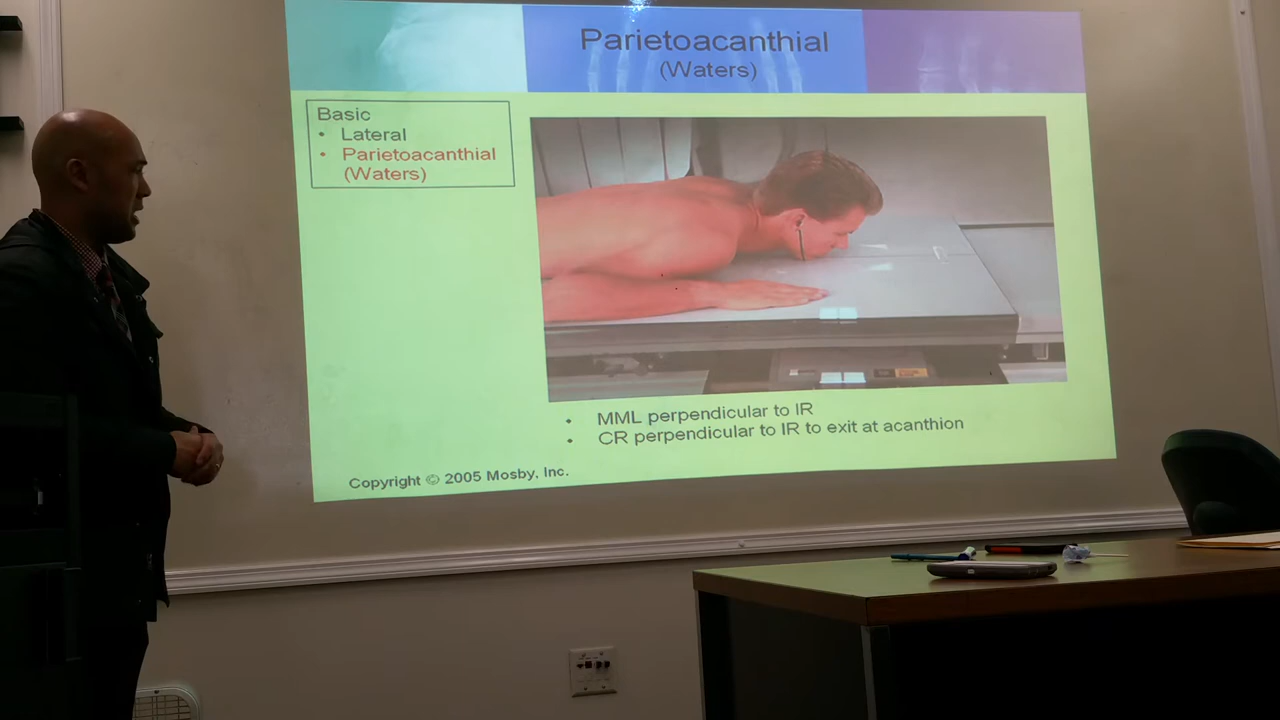 Parietoacanthial
(Waters)
Basic
• Lateral
• Parietoacanthial
(Waters)
• MML perpendicular to IR
• CR perpendicular to IR to exit at acanthion
Copyright © 2005 Mosby, Inc.